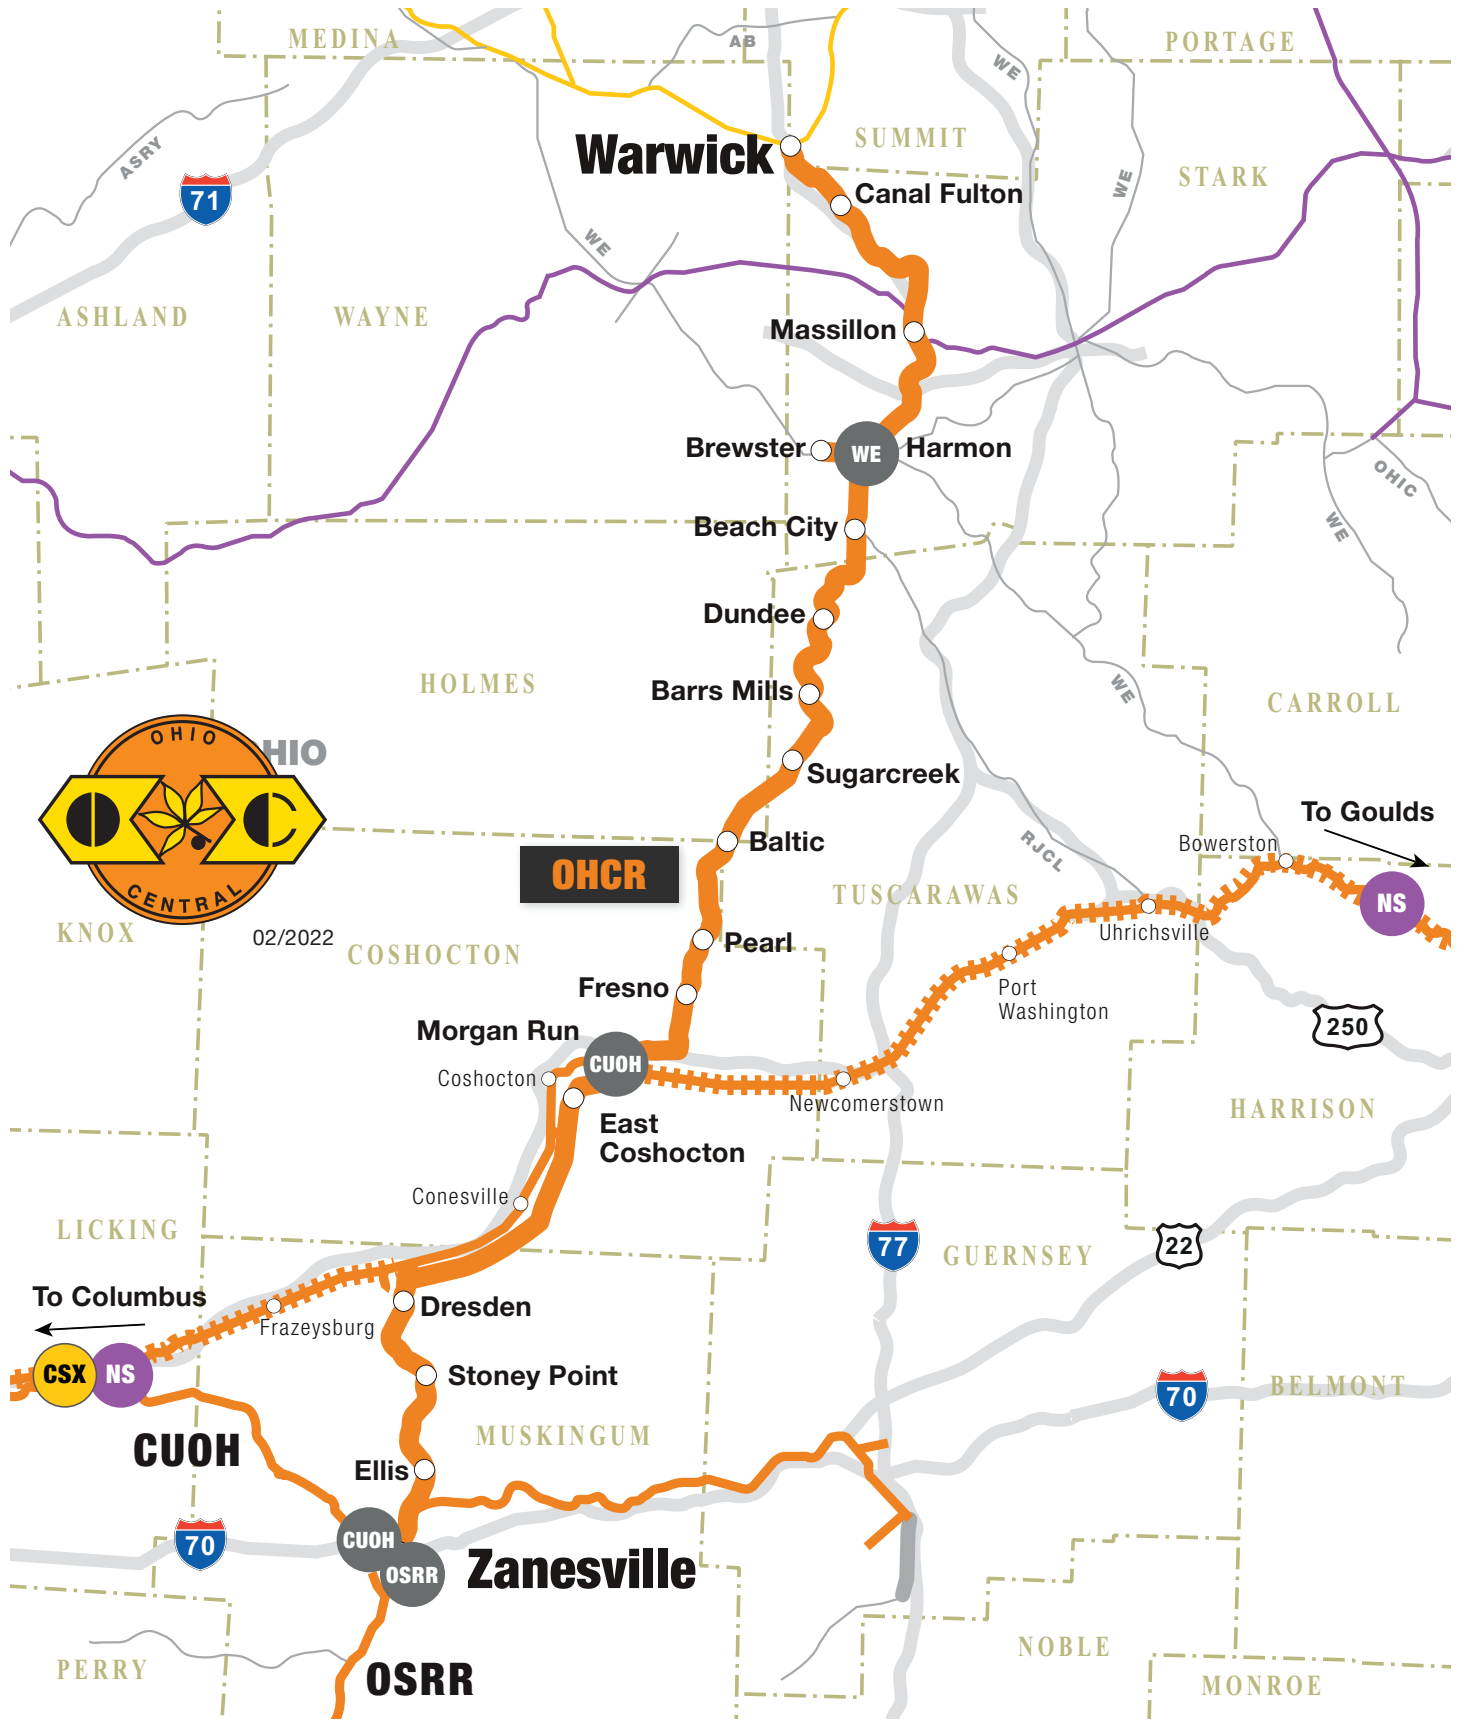 MEDINA
AB
PORTAGE
WE
SUMMIT
Warwick
ASRY
STARK
WE
Canal Fulton
71
WE
ASHLAND
WAYNE
Massillon
Brewster
WE
Harmon
OHIC
Beach City
WE
Dundee
HOLMES
Barrs Mills
WE
CARROLL
OHIO
HIO
Sugarcreek
To Goulds
Baltic
Bowerston
RJCL
OHCR
CENTRAL
TUSCARAWAS
NS
KNOX
02/2022
COSHOCTON
Pearl
Uhrichsville
Fresno
Port
Washington
250
Morgan Run
CUOH
Coshocton
Newcomerstown
HARRISON
East
Coshocton
Conesville
LICKING
77
GUERNSEY
22
To Columbus
Dresden
Frazeysburg
CSX
NS
Stoney Point
70
BELMONT
CUOH
MUSKINGUM
Ellis
70
CUOH
OSRR
Zanesville
PERRY
OSRR
NOBLE
MONROE